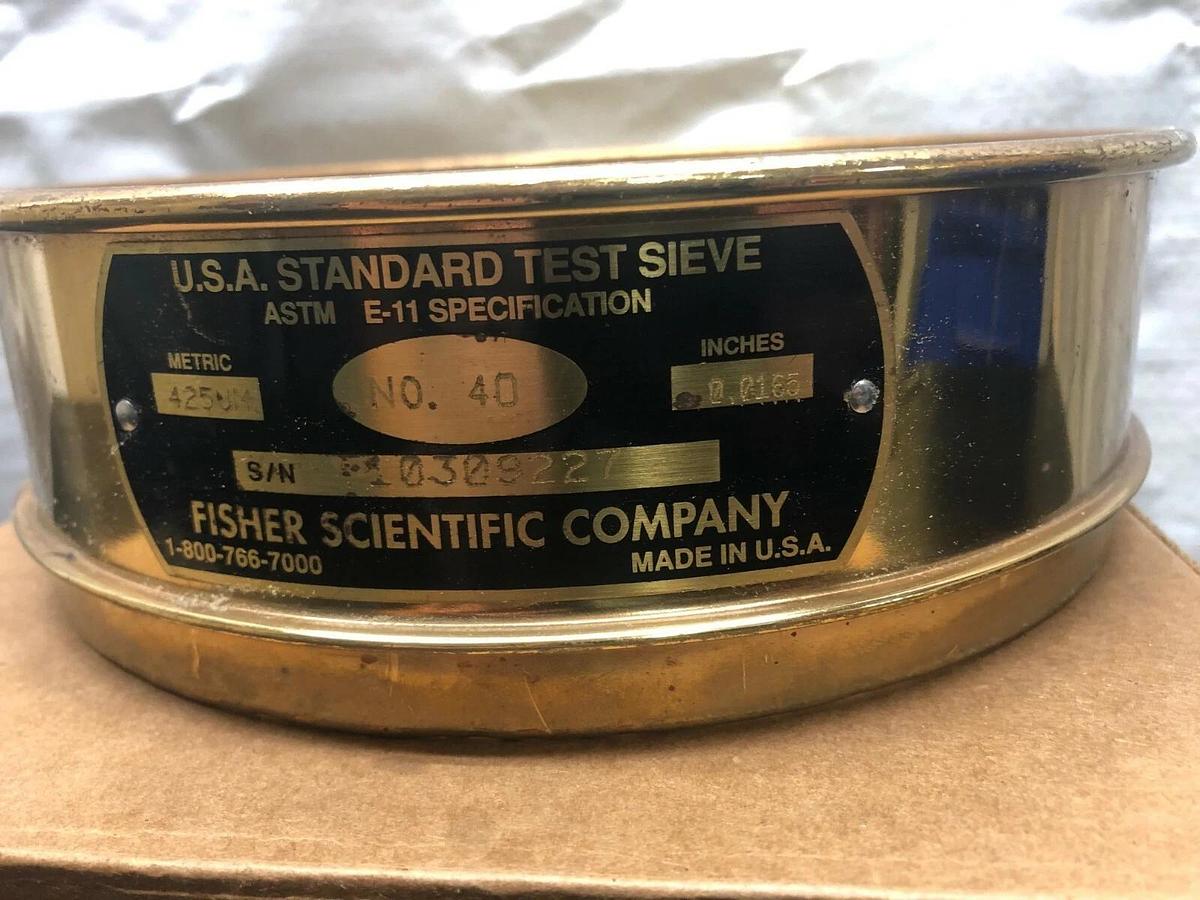 U.S.A. STANDARD TEST SIEVE
ASTM E-11 SPECIFICATION
METRIC
INCHES
425UM
NO. 40
0.0165
S/N 10309227
FISHER SCIENTIFIC COMPANY
1-800-766-7000
MADE IN U.S.A.